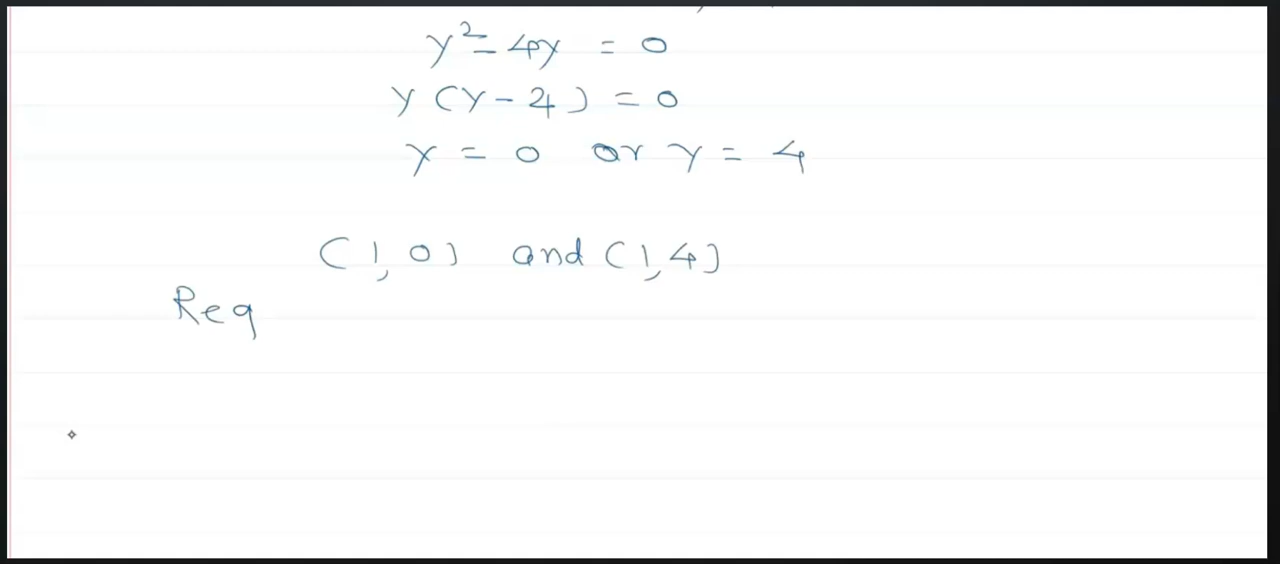 y² - 4y = 0
y (y - 4) = 0
y = 0 or y = 4
(1, 0) and (1, 4)
Req